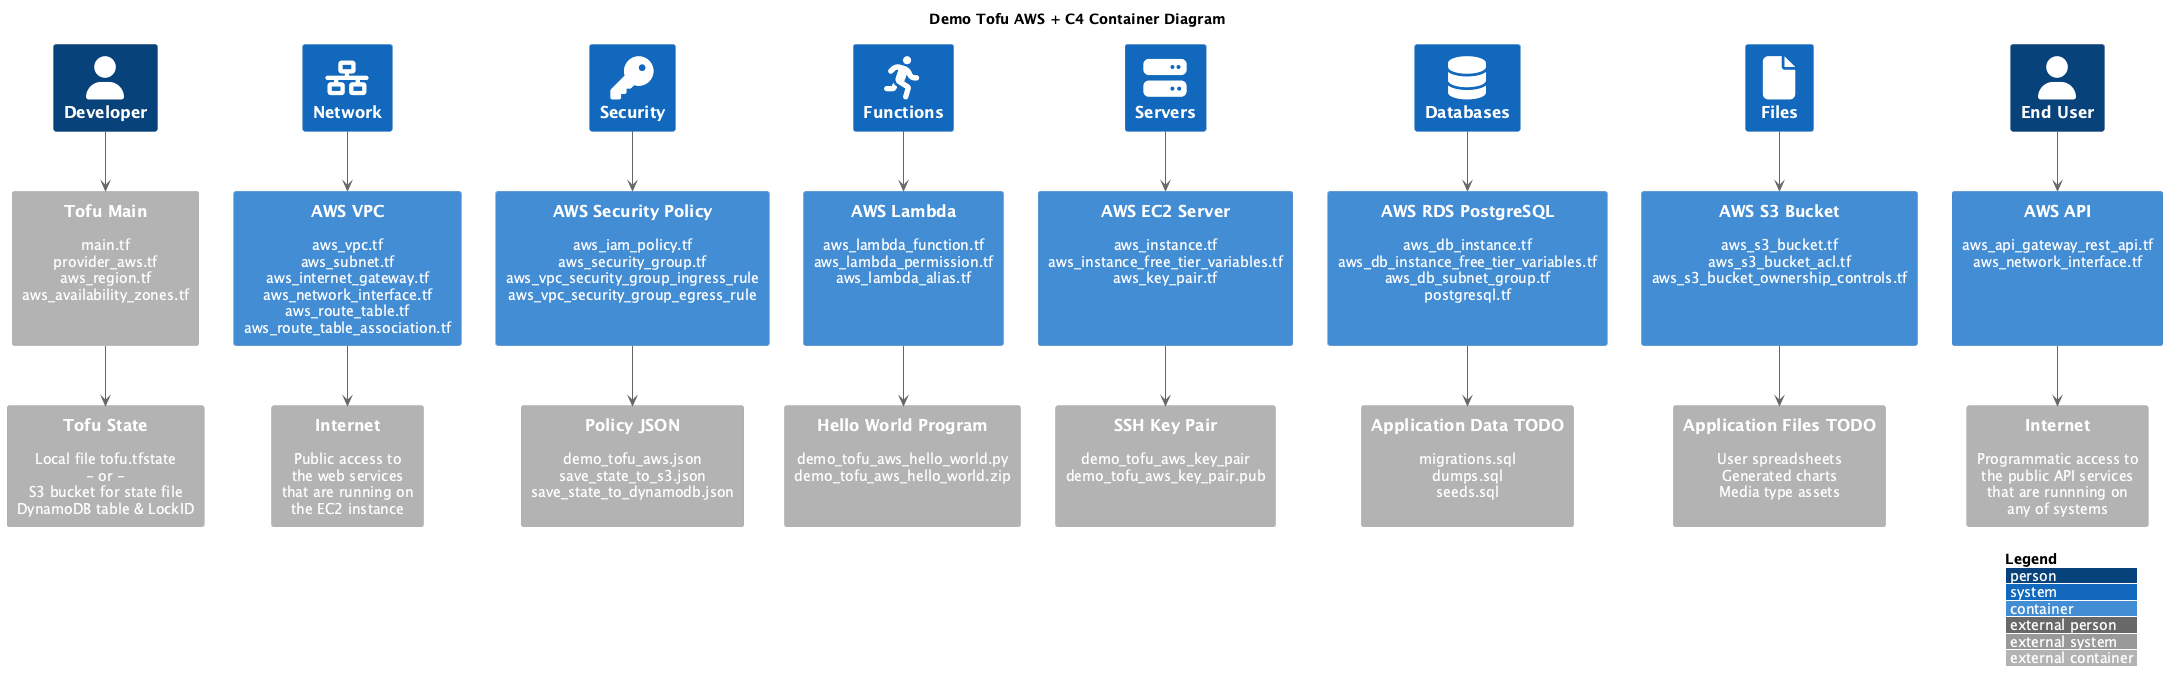 Demo Tofu AWS + C4 Container Diagram
Developer
Network
Security
Functions
Servers
Databases
Files
End User
Tofu Main
main.tf
provider_aws.tf
aws_region.tf
aws_availability_zones.tf
AWS VPC
aws_vpc.tf
aws_subnet.tf
aws_internet_gateway.tf
aws_network_interface.tf
aws_route_table.tf
aws_route_table_association.tf
AWS Security Policy
aws_iam_policy.tf
aws_security_group.tf
aws_vpc_security_group_ingress_rule
aws_vpc_security_group_egress_rule
AWS Lambda
aws_lambda_function.tf
aws_lambda_permission.tf
aws_lambda_alias.tf
AWS EC2 Server
aws_instance.tf
aws_instance_free_tier_variables.tf
aws_key_pair.tf
AWS RDS PostgreSQL
aws_db_instance.tf
aws_db_instance_free_tier_variables.tf
aws_db_subnet_group.tf
postgresql.tf
AWS S3 Bucket
aws_s3_bucket.tf
aws_s3_bucket_acl.tf
aws_s3_bucket_ownership_controls.tf
AWS API
aws_api_gateway_rest_api.tf
aws_network_interface.tf
Tofu State
Local file tofu.tfstate
– or –
S3 bucket for state file
DynamoDB table & LockID
Internet
Public access to
the web services
that are running on
the EC2 instance
Policy JSON
demo_tofu_aws.json
save_state_to_s3.json
save_state_to_dynamodb.json
Hello World Program
demo_tofu_aws_hello_world.py
demo_tofu_aws_hello_world.zip
SSH Key Pair
demo_tofu_aws_key_pair
demo_tofu_aws_key_pair.pub
Application Data TODO
migrations.sql
dumps.sql
seeds.sql
Application Files TODO
User spreadsheets
Generated charts
Media type assets
Internet
Programmatic access to
the public API services
that are runnning on
any of systems
Legend
person
system
container
external person
external system
external container